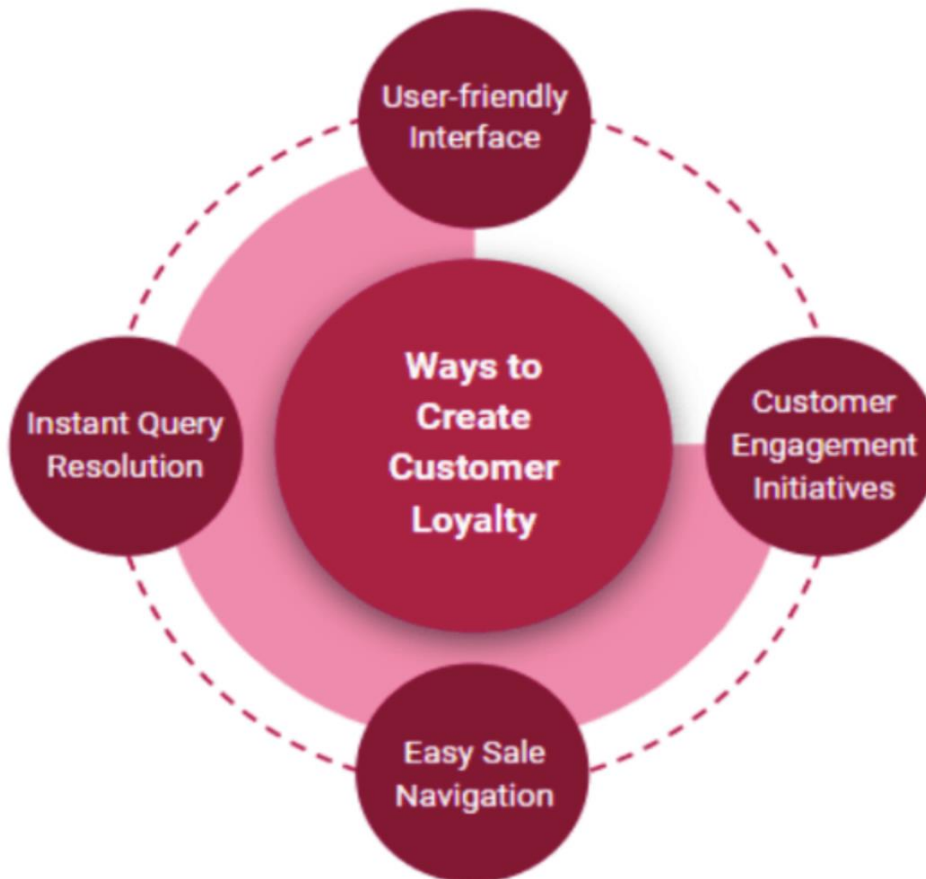 User-friendly
Interface
Ways to
Create
Customer
Loyalty
Instant Query
Resolution
Customer
Engagement
Initiatives
Easy Sale
Navigation